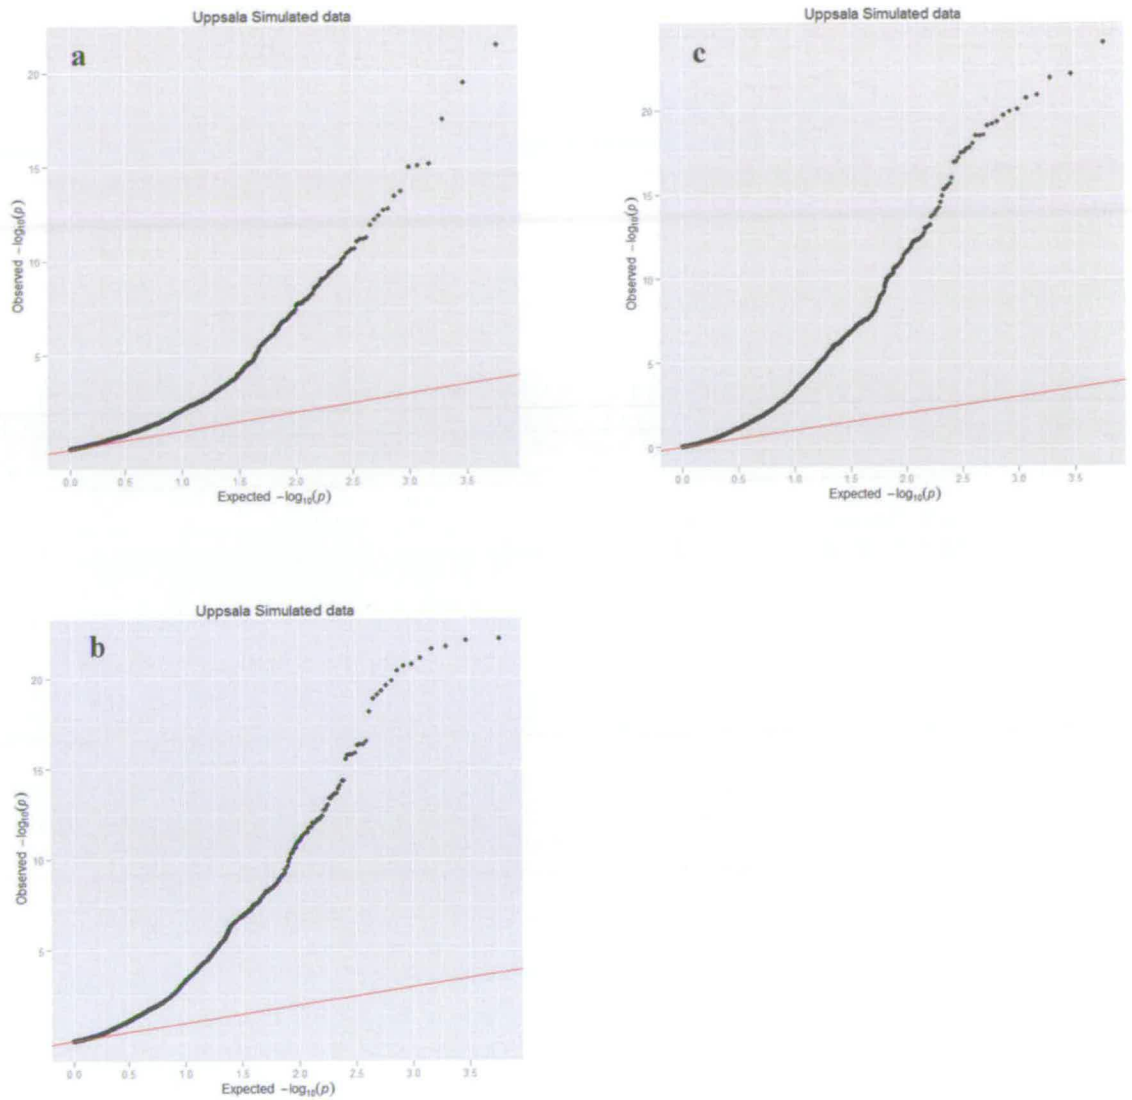 Uppsala Simulated data
a
20
15
10
5
Observed −log10(p)
0.0 0.5 1.0 1.5 2.0 2.5 3.0 3.5
Expected −log10(p)
Uppsala Simulated data
c
20
15
10
5
0
Observed −log10(p)
0.0 0.5 1.0 1.5 2.0 2.5 3.0 3.5
Expected −log10(p)
Uppsala Simulated data
b
20
15
10
5
Observed −log10(p)
0.0 0.5 1.0 1.5 2.0 2.5 3.0 3.5
Expected −log10(p)